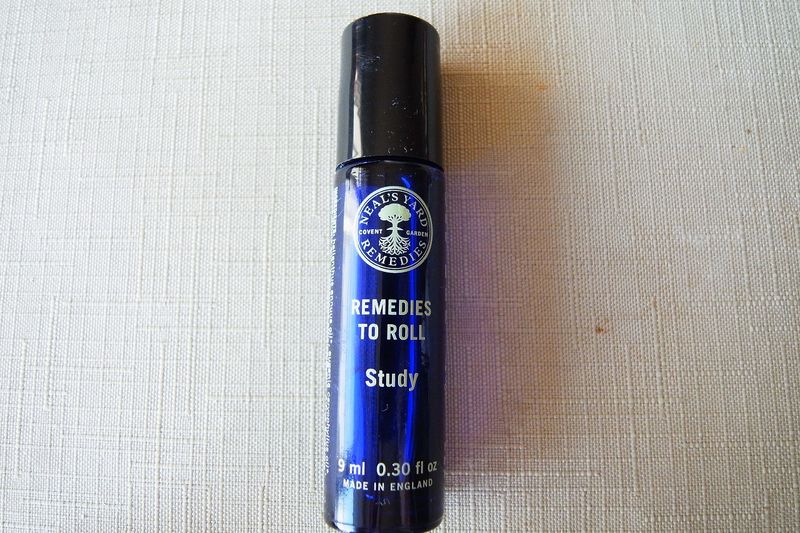 NEAL'S YARD
COVENT GARDEN
REMEDIES
REMEDIES
TO ROLL
Study
9 ml 0.30 fl oz
MADE IN ENGLAND